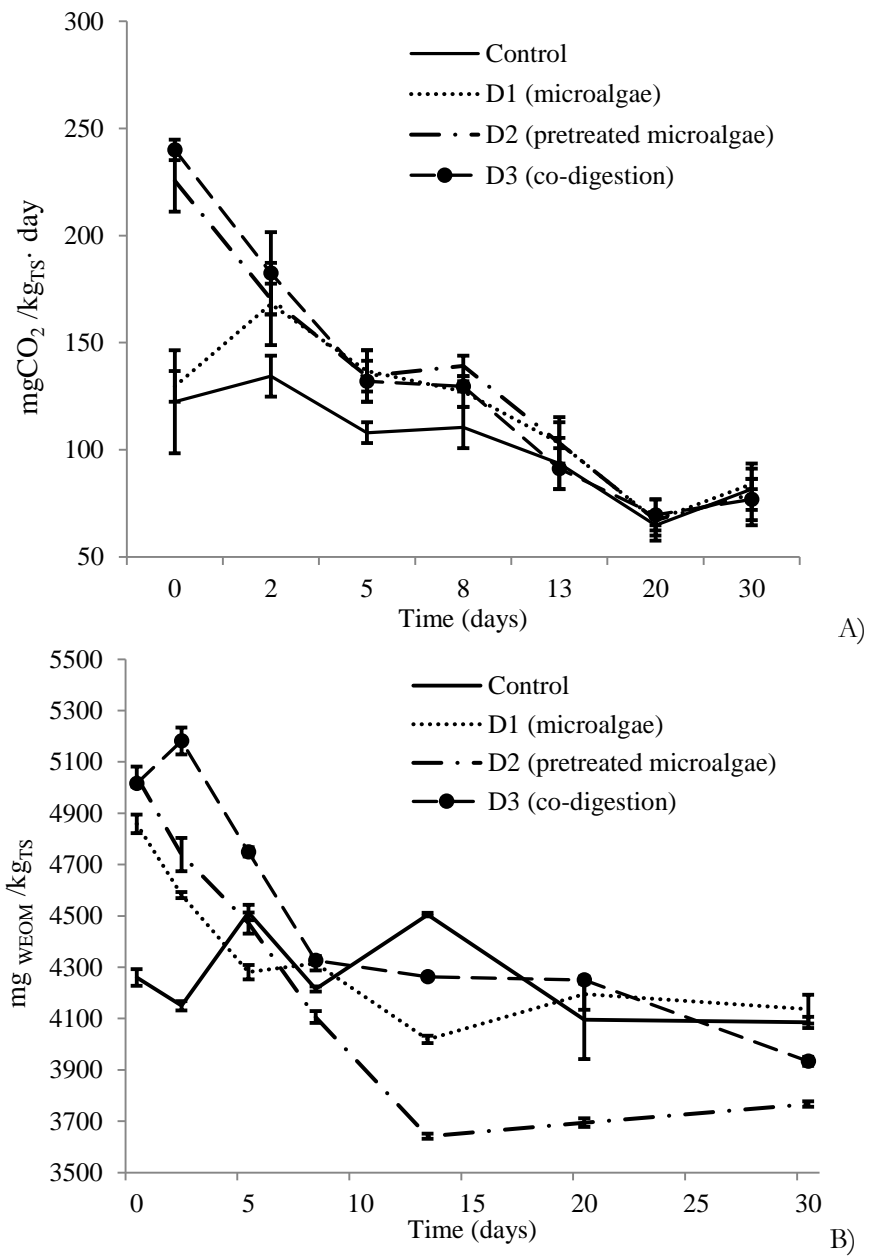 300
250
200
150
100
50
mgCO₂ /kg_TS· day
Control
D1 (microalgae)
D2 (pretreated microalgae)
D3 (co-digestion)
0 2 5 8 13 20 30
Time (days)
A)
5500
5300
5100
4900
4700
4500
4300
4100
3900
3700
3500
mg WEOM /kg_TS
Control
D1 (microalgae)
D2 (pretreated microalgae)
D3 (co-digestion)
0 5 10 15 20 25 30
Time (days)
B)